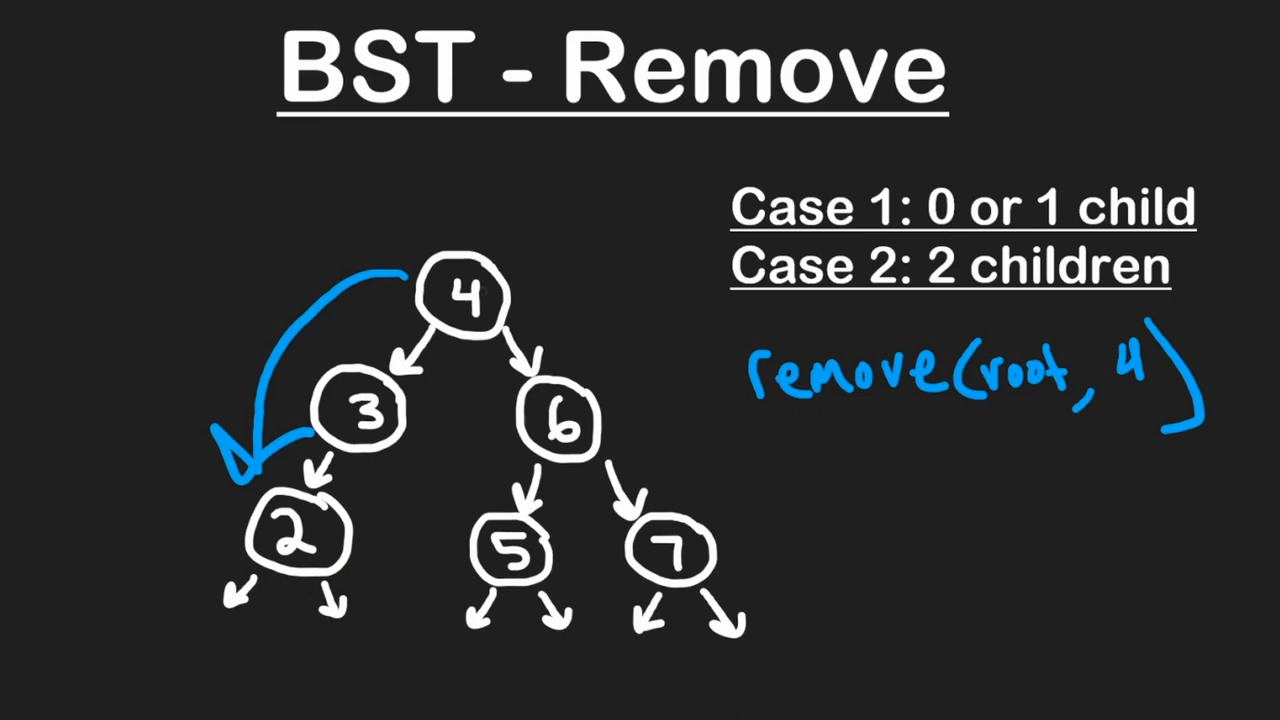 BST - Remove
Case 1: 0 or 1 child
Case 2: 2 children
remove(root, 4)
4
3
6
2
5
7